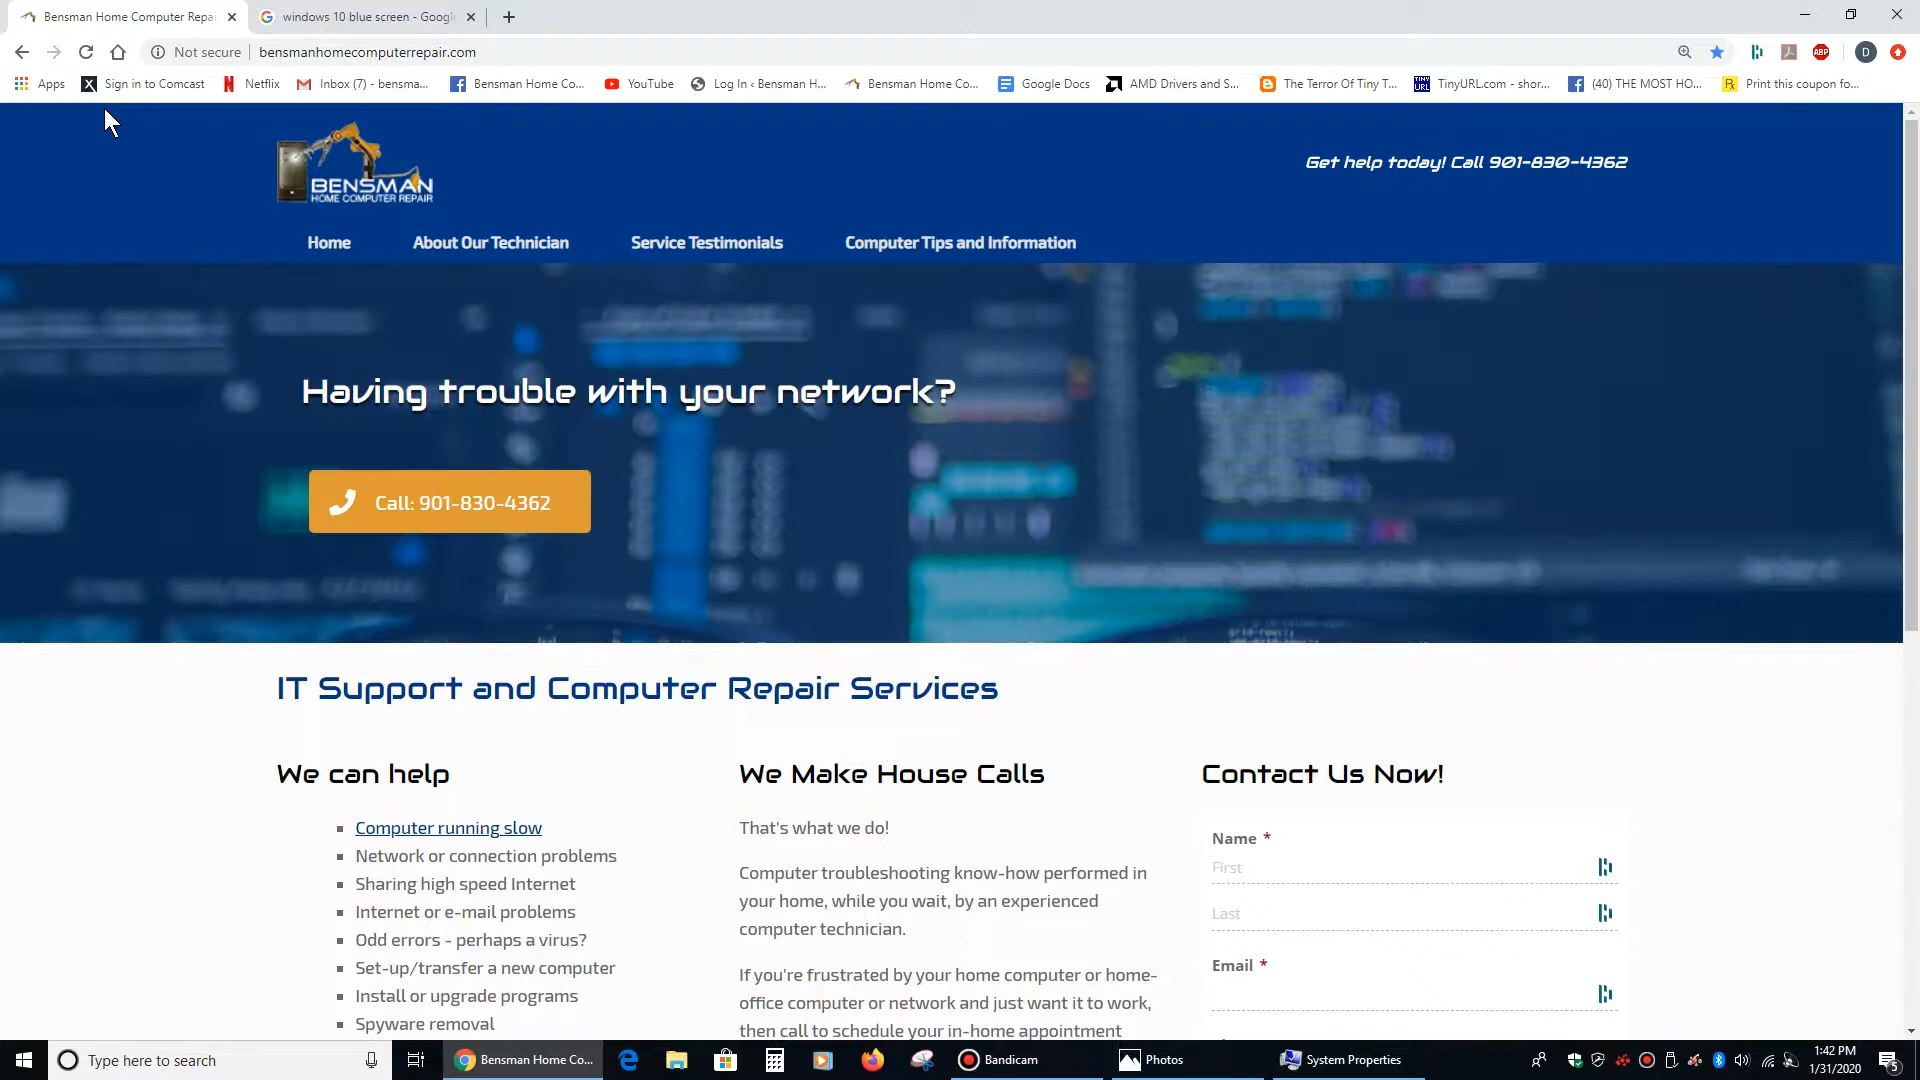 Bensman Home Computer Repai
windows 10 blue screen - Google
Not secure
bensmanhomecomputerrepair.com
ABP
D
Apps
X
Sign in to Comcast
Netflix
Inbox (7) - bensma...
Bensman Home Co...
YouTube
Log In ‹ Bensman H...
Bensman Home Co...
Google Docs
AMD Drivers and S...
The Terror Of Tiny T...
TINY
URL
TinyURL.com - shor...
(40) THE MOST HO...
Print this coupon fo...
BENSMAN
HOME COMPUTER REPAIR
Get help today! Call 901-830-4362
Home
About Our Technician
Service Testimonials
Computer Tips and Information
Having trouble with your network?
Call: 901-830-4362
IT Support and Computer Repair Services
We can help
Computer running slow
Network or connection problems
Sharing high speed Internet
Internet or e-mail problems
Odd errors - perhaps a virus?
Set-up/transfer a new computer
Install or upgrade programs
Spyware removal
We Make House Calls
That's what we do!
Computer troubleshooting know-how performed in
your home, while you wait, by an experienced
computer technician.
If you're frustrated by your home computer or home-
office computer or network and just want it to work,
then call to schedule your in-home appointment
Contact Us Now!
Name *
First
Last
Email *
Type here to search
Bensman Home Co...
Bandicam
Photos
System Properties
1:42 PM
1/31/2020
5